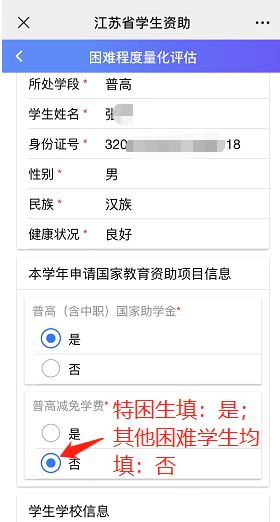 江苏省学生资助
困难程度量化评估
所处学段* 普高
学生姓名* 张
身份证号* 320 18
性别* 男
民族* 汉族
健康状况* 良好
本学年申请国家教育资助项目信息
普高（含中职）国家助学金*
是
否
普高减免学费*
是
否
特困生填：是；
其他困难学生均
填：否
学生学校信息